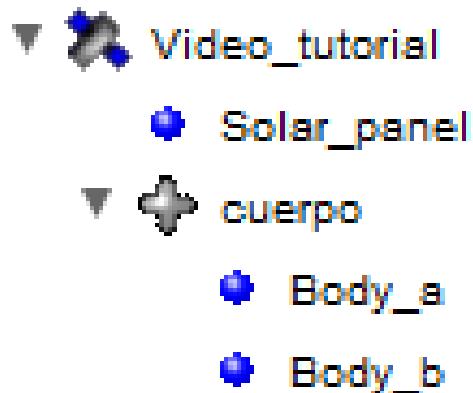 Video_tutorial
Solar_panel
cuerpo
Body_a
Body_b